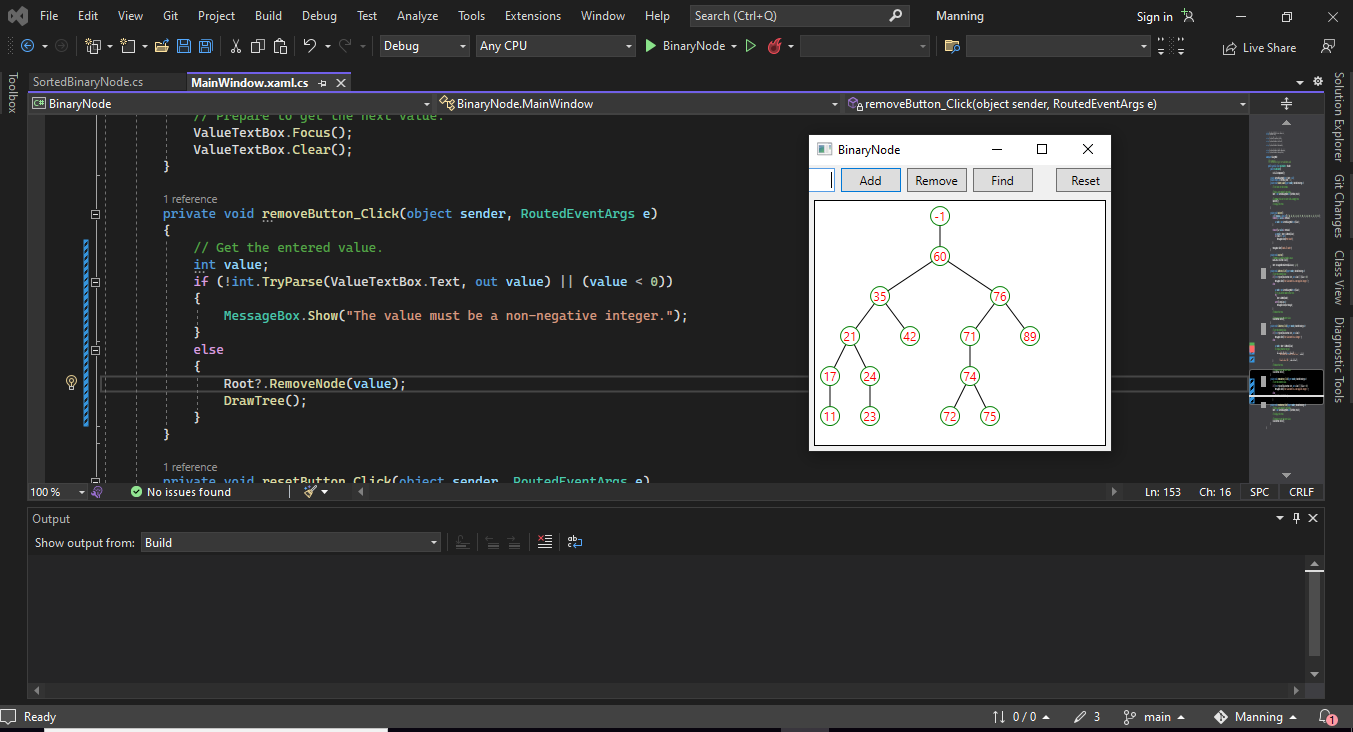 File Edit View Git Project Build Debug Test Analyze Tools Extensions Window Help Search (Ctrl+Q) Manning Sign in
Debug Any CPU BinaryNode Live Share
Toolbox
SortedBinaryNode.cs MainWindow.xaml.cs
C# BinaryNode BinaryNode.MainWindow removeButton_Click(object sender, RoutedEventArgs e)
// Prepare to get the next value.
ValueTextBox.Focus();
ValueTextBox.Clear();
}
1 reference
private void removeButton_Click(object sender, RoutedEventArgs e)
{
// Get the entered value.
int value;
if (!int.TryParse(ValueTextBox.Text, out value) || (value < 0))
{
MessageBox.Show("The value must be a non-negative integer.");
}
else
{
Root?.RemoveNode(value);
DrawTree();
}
}
1 reference
private void resetButton_Click(object sender, RoutedEventArgs e)
BinaryNode
Add Remove Find Reset
-1
60
35 76
21 42 71 89
17 24 74
11 23 72 75
Solution Explorer
Git Changes
Class View
Diagnostic Tools
100 % No issues found Ln: 153 Ch: 16 SPC CRLF
Output
Show output from: Build
Ready 0 / 0 3 main Manning 1